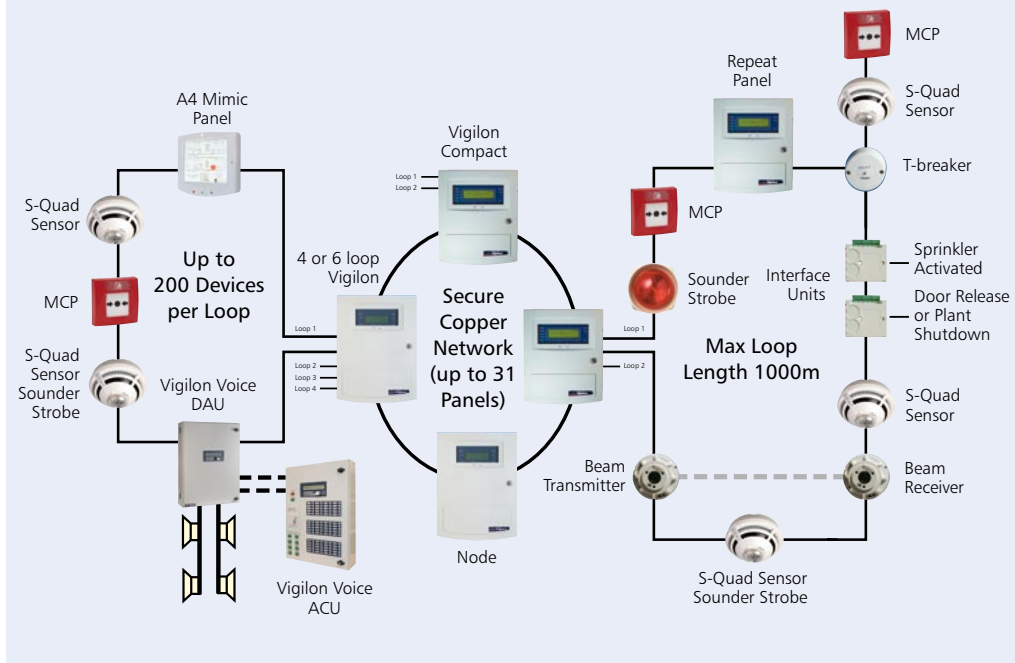 MCP
S-Quad
Sensor
T-breaker
Repeat
Panel
A4 Mimic
Panel
Vigilon
Compact
Loop 1
Loop 2
S-Quad
Sensor
Up to
200 Devices
per Loop
MCP
S-Quad
Sensor
Sounder
Strobe
Vigilon Voice
DAU
4 or 6 loop
Vigilon
Loop 1
Loop 2
Loop 3
Loop 4
Secure
Copper
Network
(up to 31
Panels)
MCP
Sounder
Strobe
Loop 1
Loop 2
Interface
Units
Sprinkler
Activated
Door Release
or Plant
Shutdown
Max Loop
Length 1000m
S-Quad
Sensor
Beam
Transmitter
Beam
Receiver
Node
Vigilon Voice
ACU
S-Quad Sensor
Sounder Strobe